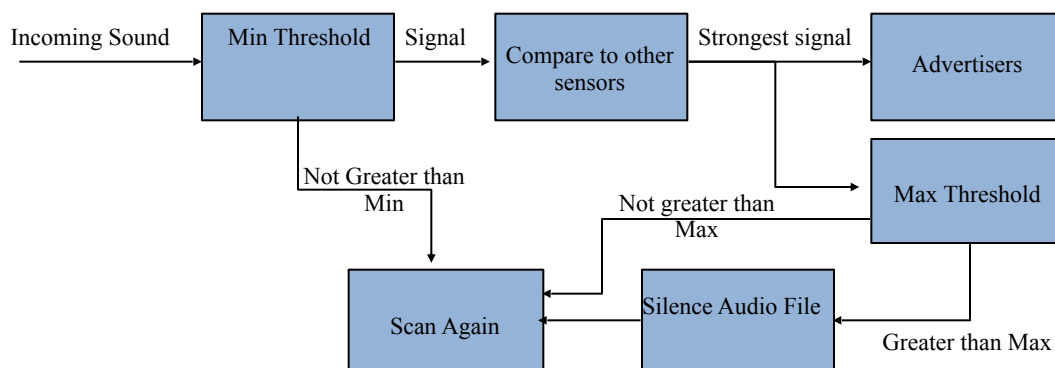 Incoming Sound
Min Threshold
Signal
Compare to other
sensors
Strongest signal
Advertisers
Not Greater than
Min
Not greater than
Max
Max Threshold
Scan Again
Silence Audio File
Greater than Max